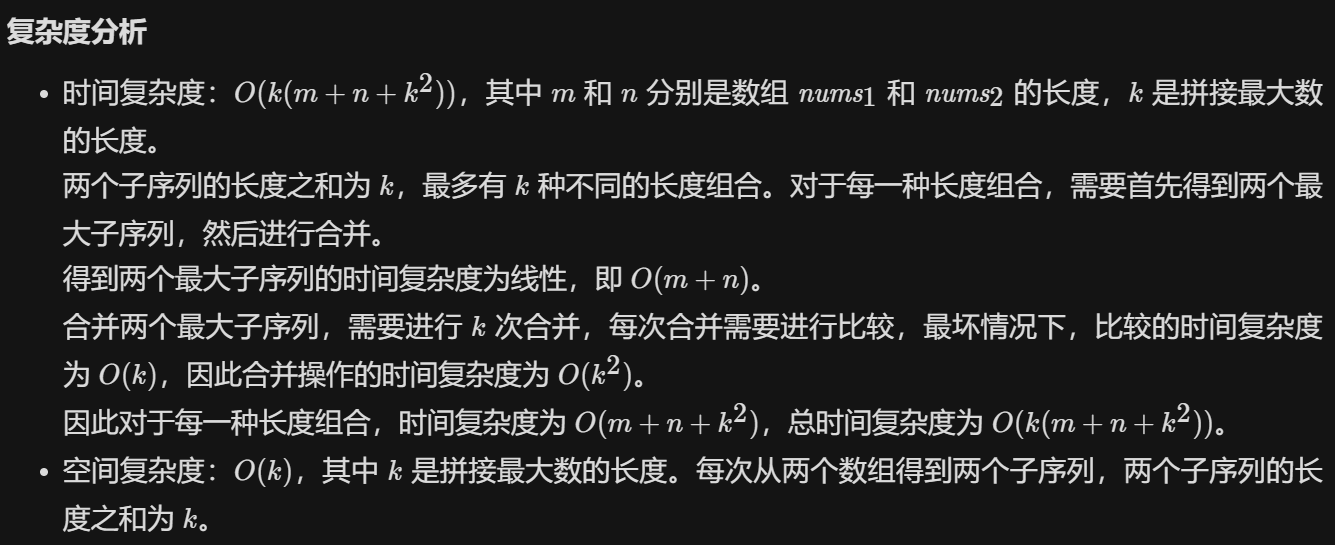 复杂度分析
• 时间复杂度：O(k(m + n + k²))，其中 m 和 n 分别是数组 nums₁ 和 nums₂ 的长度，k 是拼接最大数
的长度。
两个子序列的长度之和为 k，最多有 k 种不同的长度组合。对于每一种长度组合，需要首先得到两个最
大子序列，然后进行合并。
得到两个最大子序列的时间复杂度为线性，即 O(m + n)。
合并两个最大子序列，需要进行 k 次合并，每次合并需要进行比较，最坏情况下，比较的时间复杂度
为 O(k)，因此合并操作的时间复杂度为 O(k²)。
因此对于每一种长度组合，时间复杂度为 O(m + n + k²)，总时间复杂度为 O(k(m + n + k²))。
• 空间复杂度：O(k)，其中 k 是拼接最大数的长度。每次从两个数组得到两个子序列，两个子序列的长
度之和为 k。